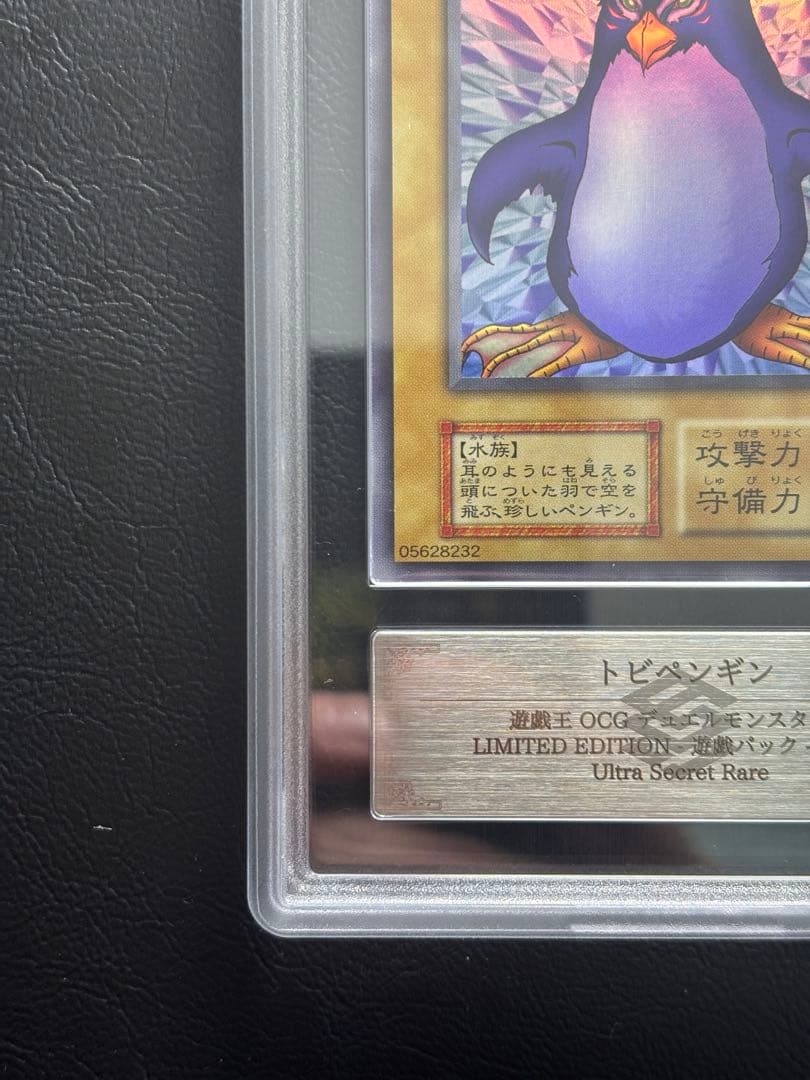 【水族】
耳のようにも見える
頭についた羽で空を
飛ぶ、珍しいペンギン。
攻撃力
守備力
05628232
トビペンギン
遊戯王 OCG デュエルモンスタ
LIMITED EDITION - 遊戯パック
Ultra Secret Rare